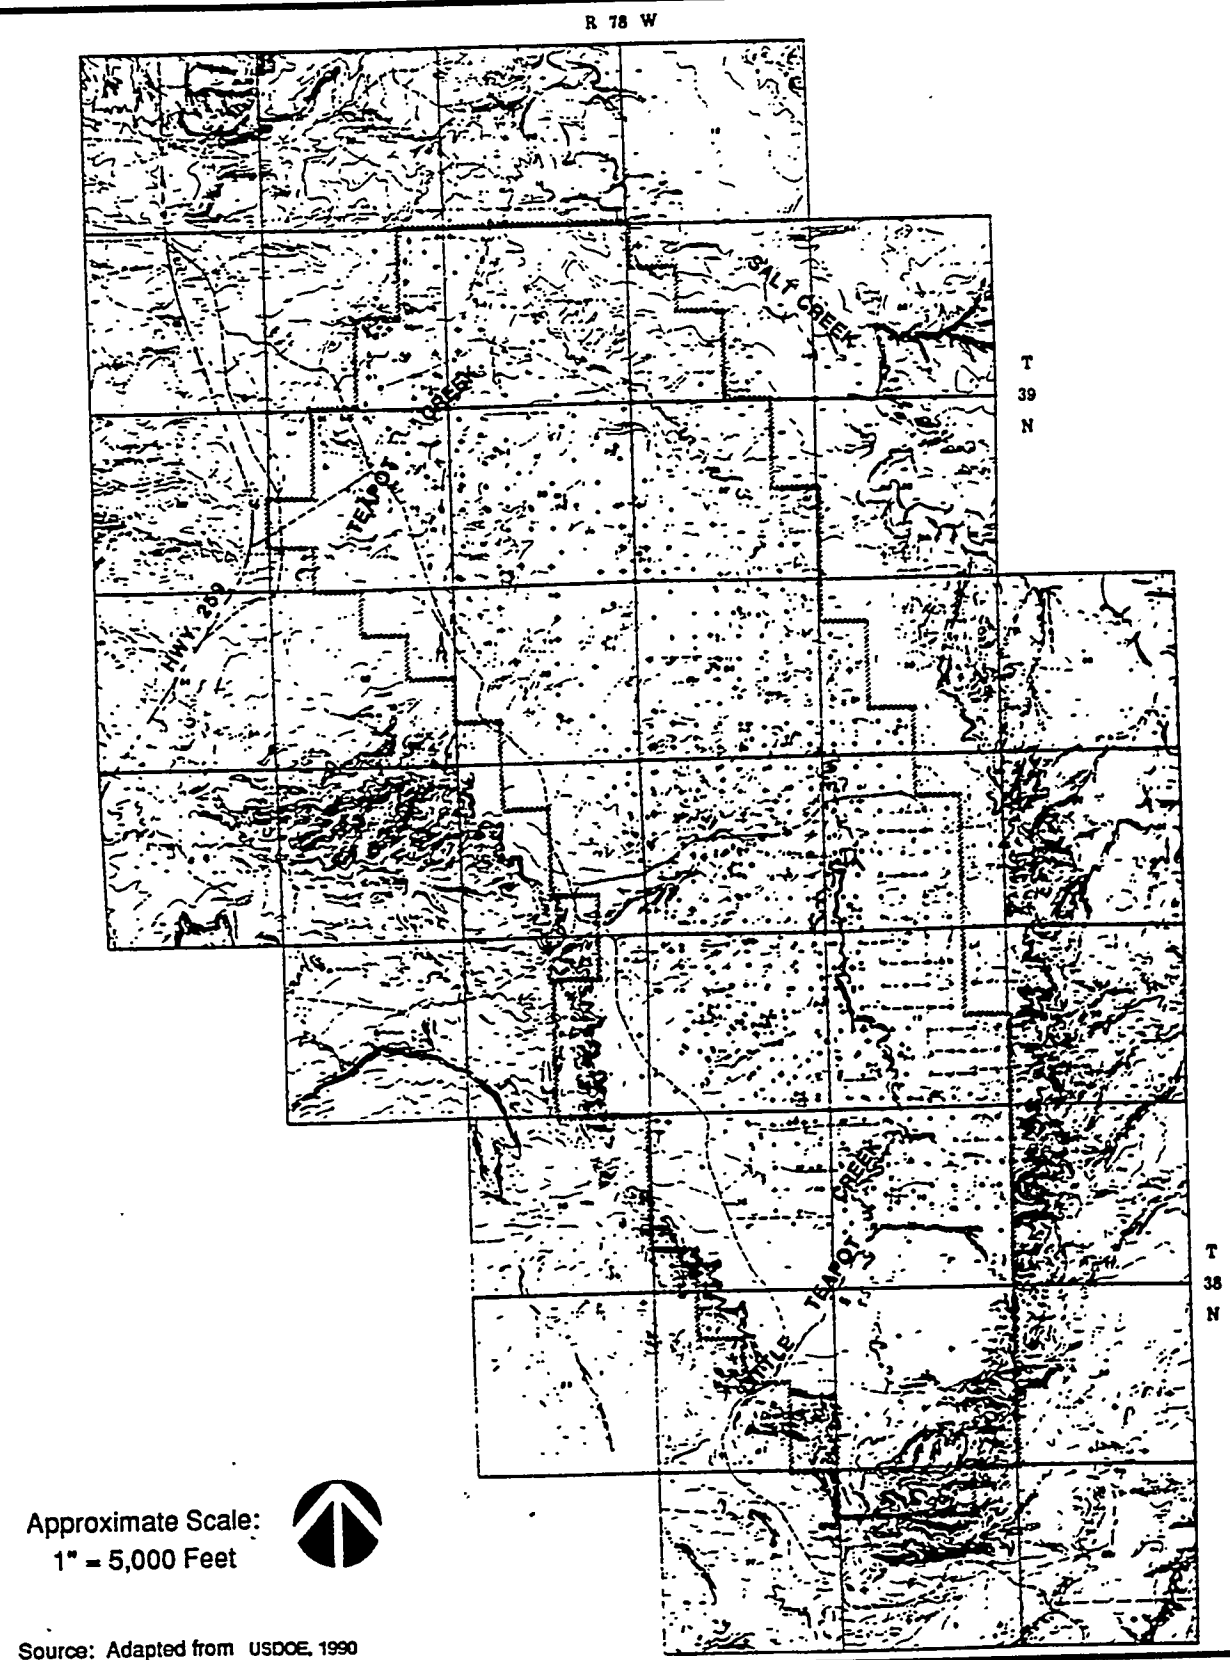 R 78 W
SALT CREEK
T
39
N
TEAPOT CREEK
HWY. 259
T
38
N
LITTLE TEAPOT CREEK
Approximate Scale:
1" = 5,000 Feet
Source: Adapted from USDOE, 1990